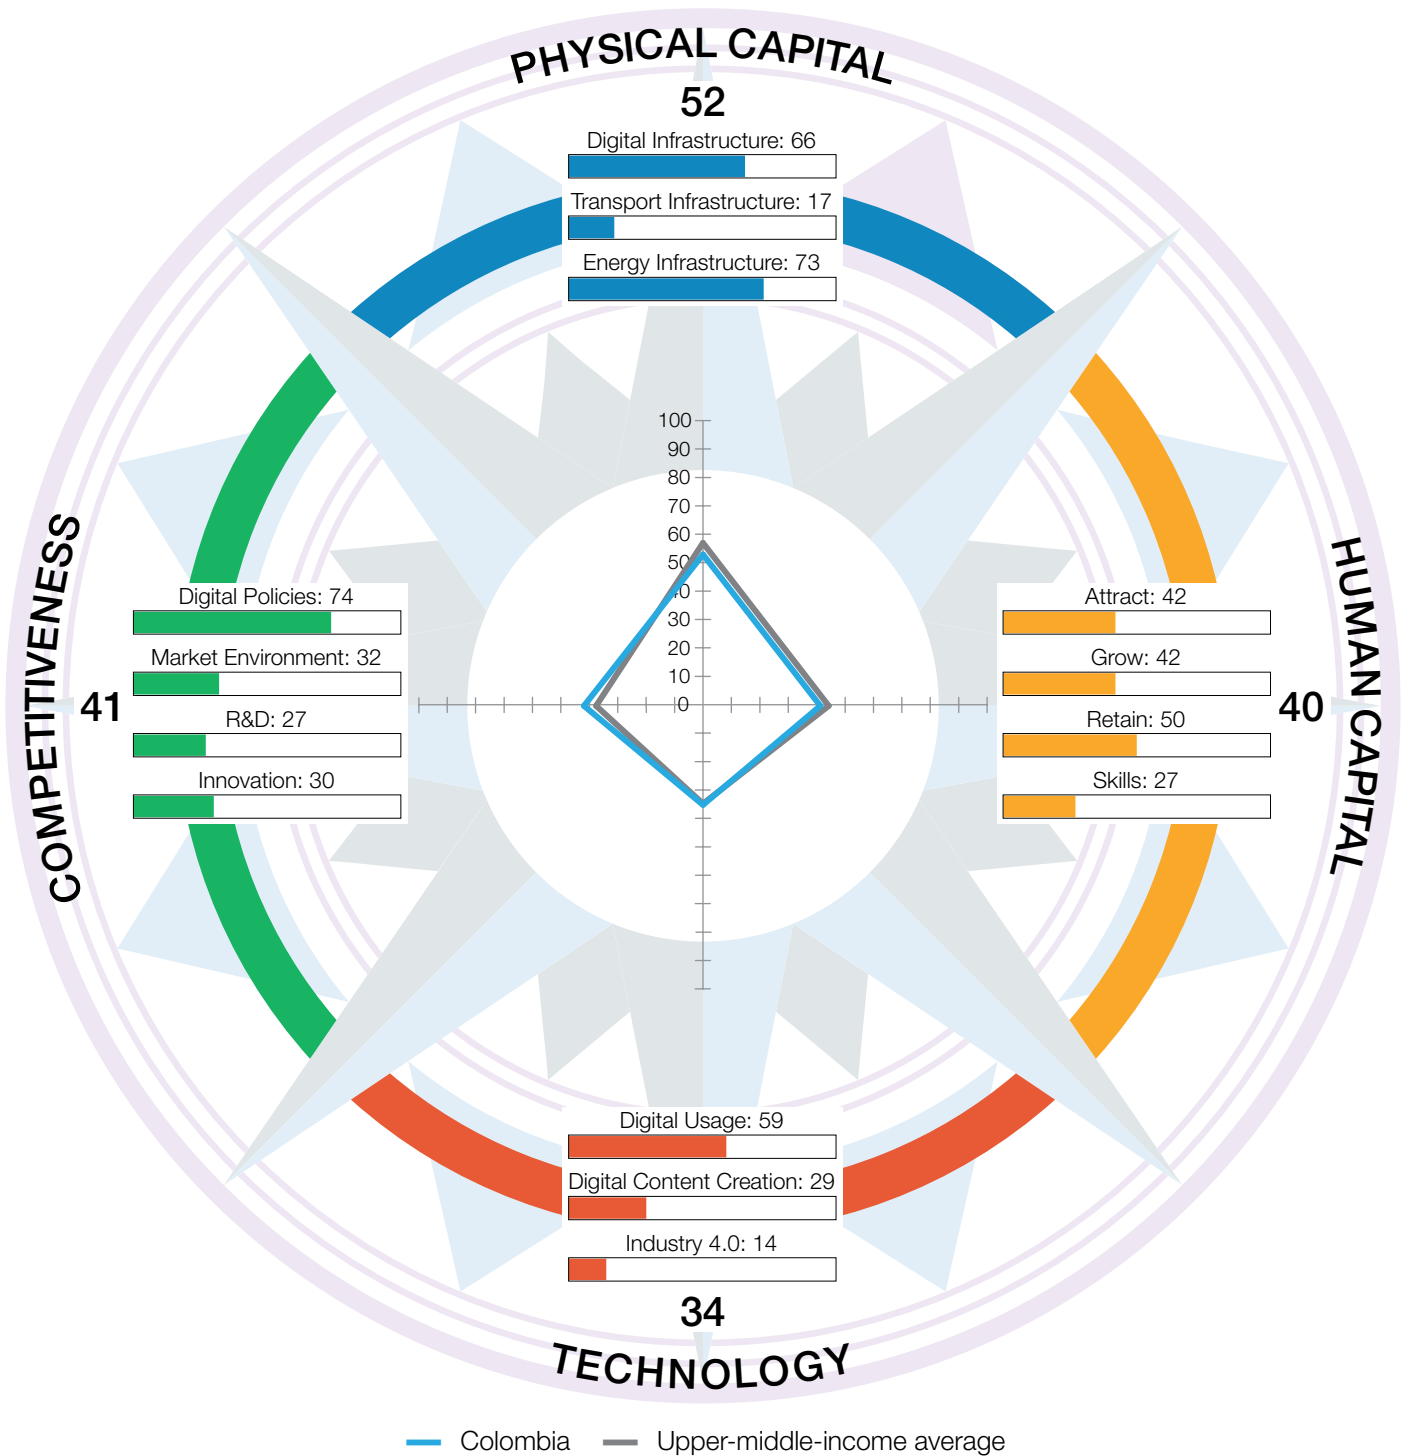 PHYSICAL CAPITAL
52
Digital Infrastructure: 66
Transport Infrastructure: 17
Energy Infrastructure: 73
100
90
80
70
60
50
40
30
20
10
0
COMPETITIVENESS
41
Digital Policies: 74
Market Environment: 32
R&D: 27
Innovation: 30
HUMAN CAPITAL
40
Attract: 42
Grow: 42
Retain: 50
Skills: 27
Digital Usage: 59
Digital Content Creation: 29
Industry 4.0: 14
34
TECHNOLOGY
Colombia
Upper-middle-income average